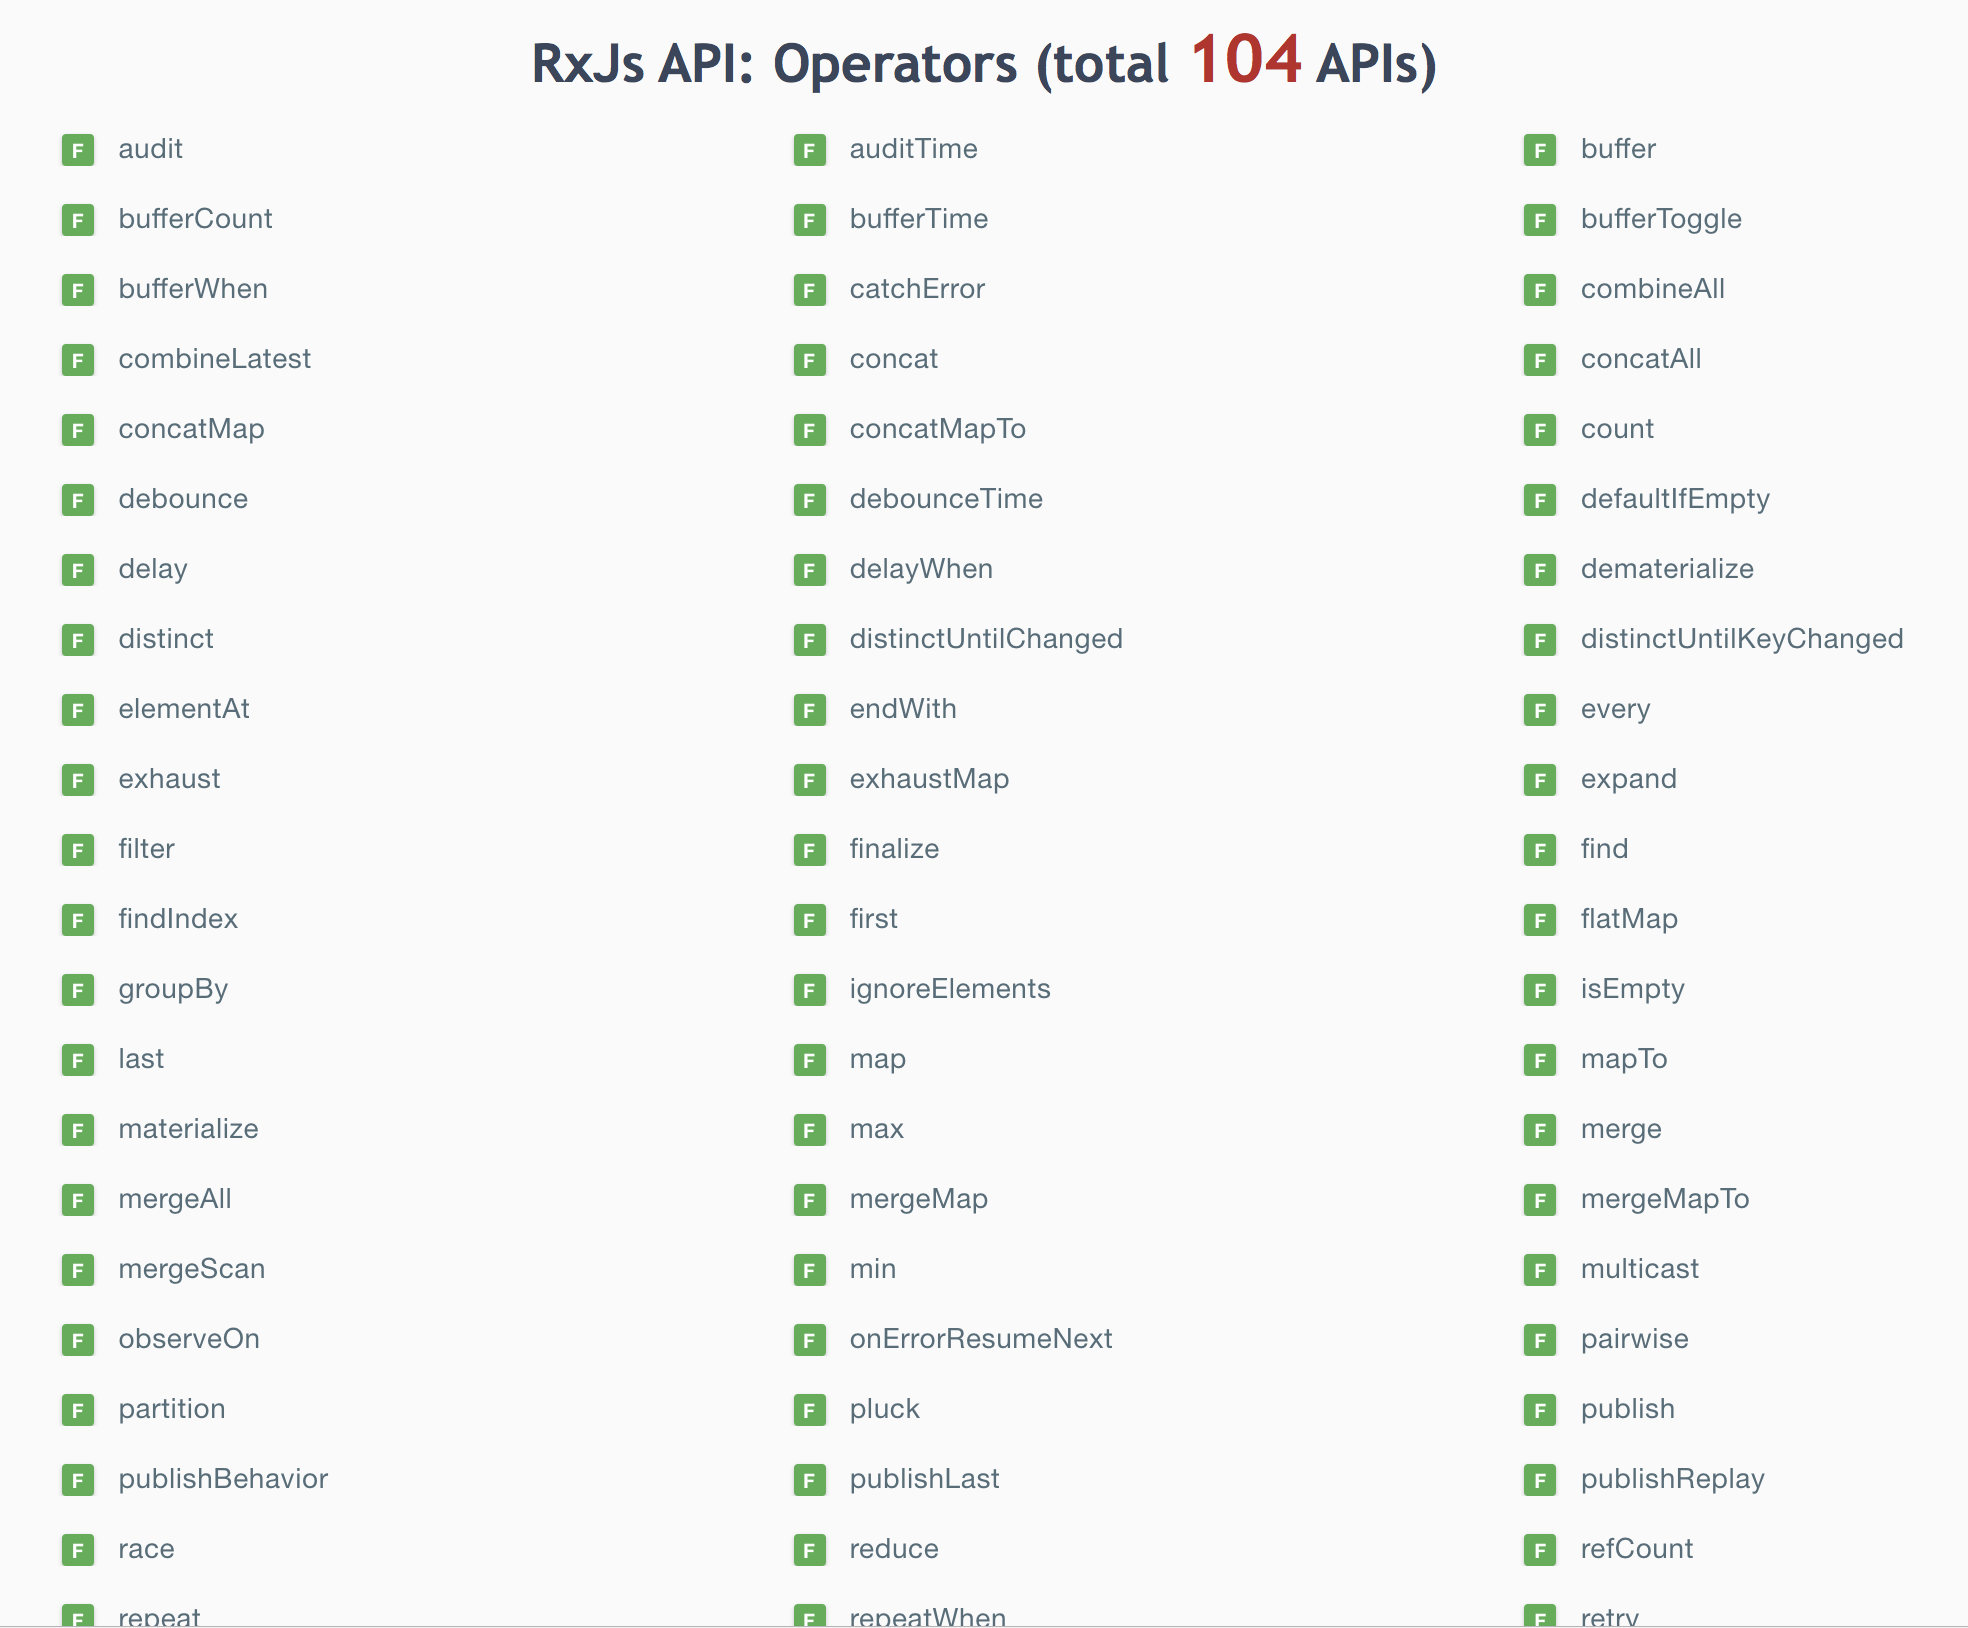 RxJs API: Operators (total 104 APIs)
F audit F auditTime F buffer
F bufferCount F bufferTime F bufferToggle
F bufferWhen F catchError F combineAll
F combineLatest F concat F concatAll
F concatMap F concatMapTo F count
F debounce F debounceTime F defaultIfEmpty
F delay F delayWhen F dematerialize
F distinct F distinctUntilChanged F distinctUntilKeyChanged
F elementAt F endWith F every
F exhaust F exhaustMap F expand
F filter F finalize F find
F findIndex F first F flatMap
F groupBy F ignoreElements F isEmpty
F last F map F mapTo
F materialize F max F merge
F mergeAll F mergeMap F mergeMapTo
F mergeScan F min F multicast
F observeOn F onErrorResumeNext F pairwise
F partition F pluck F publish
F publishBehavior F publishLast F publishReplay
F race F reduce F refCount
F repeat F repeatWhen F retry